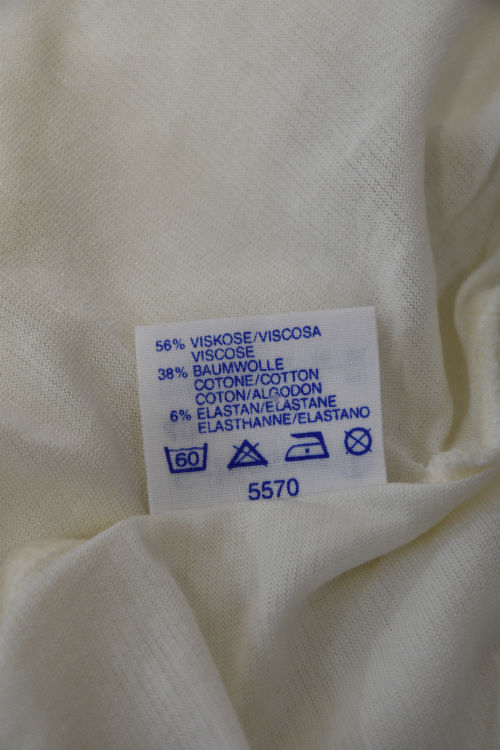 56% VISKOSE/VISCOSA
VISCOSE
38% BAUMWOLLE
COTONE/COTTON
COTON/ALGODON
6% ELASTAN/ELASTANE
ELASTHANNE/ELASTANO
60
5570